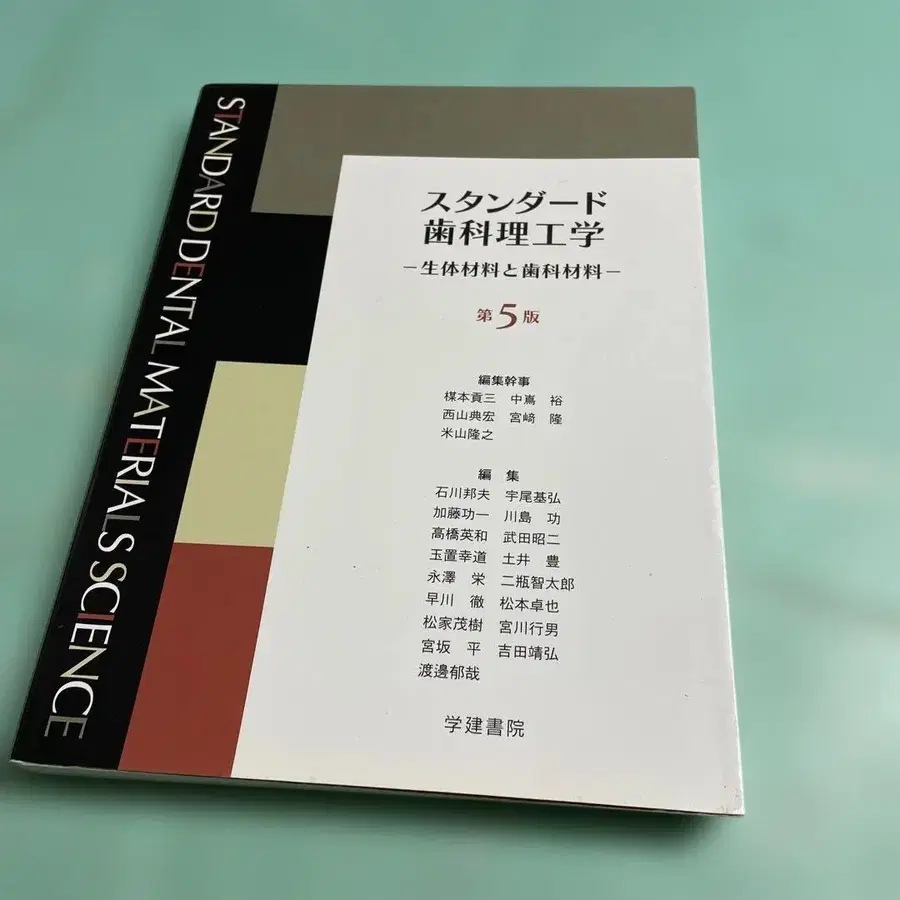 STANDARD DENTAL MATERIALS SCIENCE
スタンダード
歯科理工学
－生体材料と歯科材料－
第5版
編集幹事
楳本貢三 中嶌 裕
西山典宏 宮﨑 隆
米山隆之
編 集
石川邦夫 宇尾基弘
加藤功一 川島 功
高橋英和 武田昭二
玉置幸道 土井 豊
永澤 栄 二瓶智太郎
早川 徹 松本卓也
松家茂樹 宮川行男
宮坂 平 吉田靖弘
渡邊郁哉
学建書院